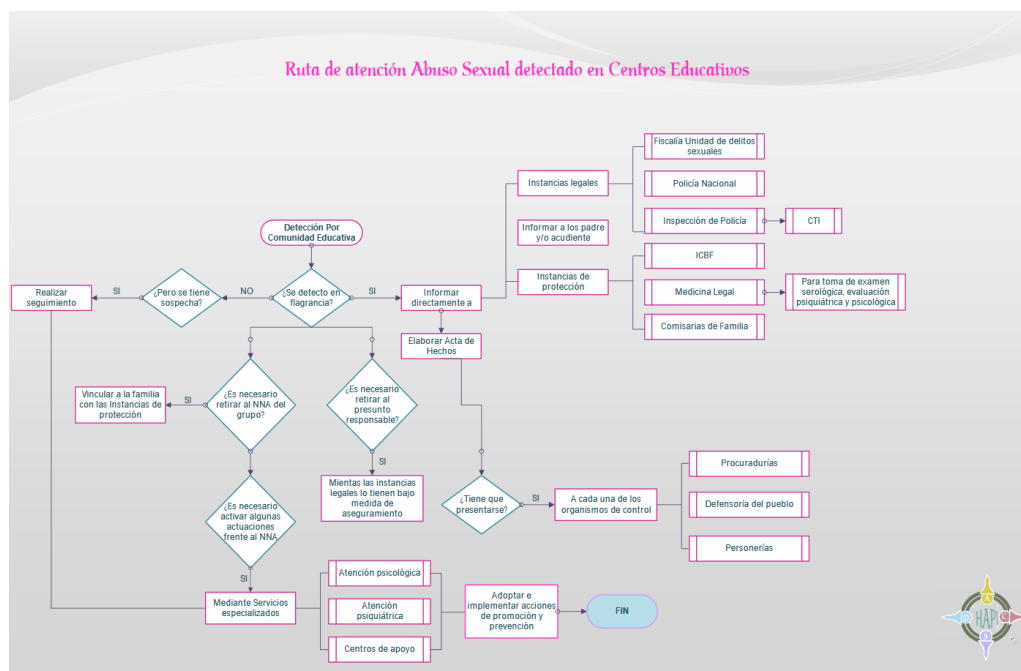 Ruta de atención Abuso Sexual detectado en Centros Educativos
Fiscalía Unidad de delitos
sexuales
Instancias legales
Policía Nacional
Detección Por
Comunidad Educativa
Informar a los padre
y/o acudiente
Inspección de Policía
CTI
ICBF
Realizar
seguimiento
SI
¿Pero se tiene
sospecha?
NO
¿Se detecto en
flagrancia?
SI
Informar
directamente a
Instancias de
protección
Medicina Legal
Para toma de examen
serológica, evaluación
psiquiátrica y psicológica
Elaborar Acta de
Hechos
Comisarias de Familia
Vincular a la familia
con las Instancias de
protección
SI
¿Es necesario
retirar al NNA del
grupo?
¿Es necesario
retirar al
presunto
responsable?
SI
Mientas las instancias
legales lo tienen bajo
medida de
aseguramiento
¿Tiene que
presentarse?
SI
A cada una de los
organismos de control
Procuradurías
Defensoría del pueblo
Personerías
¿Es necesario
activar algunas
actuaciones
frente al NNA
SI
Mediante Servicios
especializados
Atención psicológica
Atención
psiquiátrica
Centros de apoyo
Adoptar e
implementar acciones
de promoción y
prevención
FIN
A
D HAPI C
S